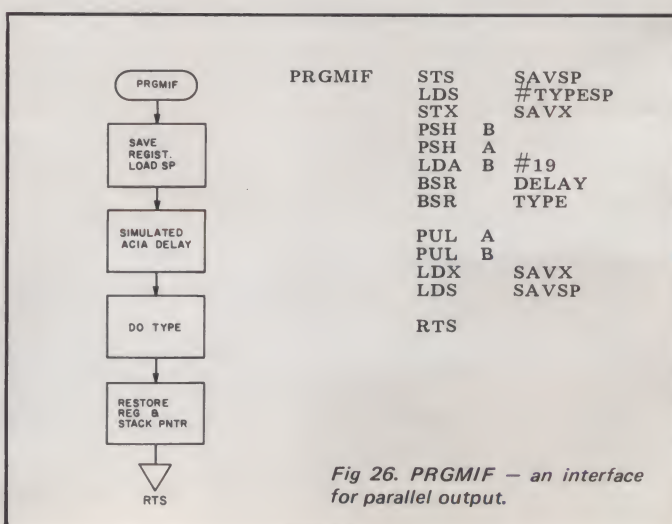 PRGMIF
SAVE
REGIST.
LOAD SP
SIMULATED
ACIA DELAY
DO TYPE
RESTORE
REG &
STACK PNTR
RTS
PRGMIF STS SAVSP
LDS #TYPESP
STX SAVX
PSH B
PSH A
LDA B #19
BSR DELAY
BSR TYPE
PUL A
PUL B
LDX SAVX
LDS SAVSP
RTS
Fig 26. PRGMIF — an interface
for parallel output.